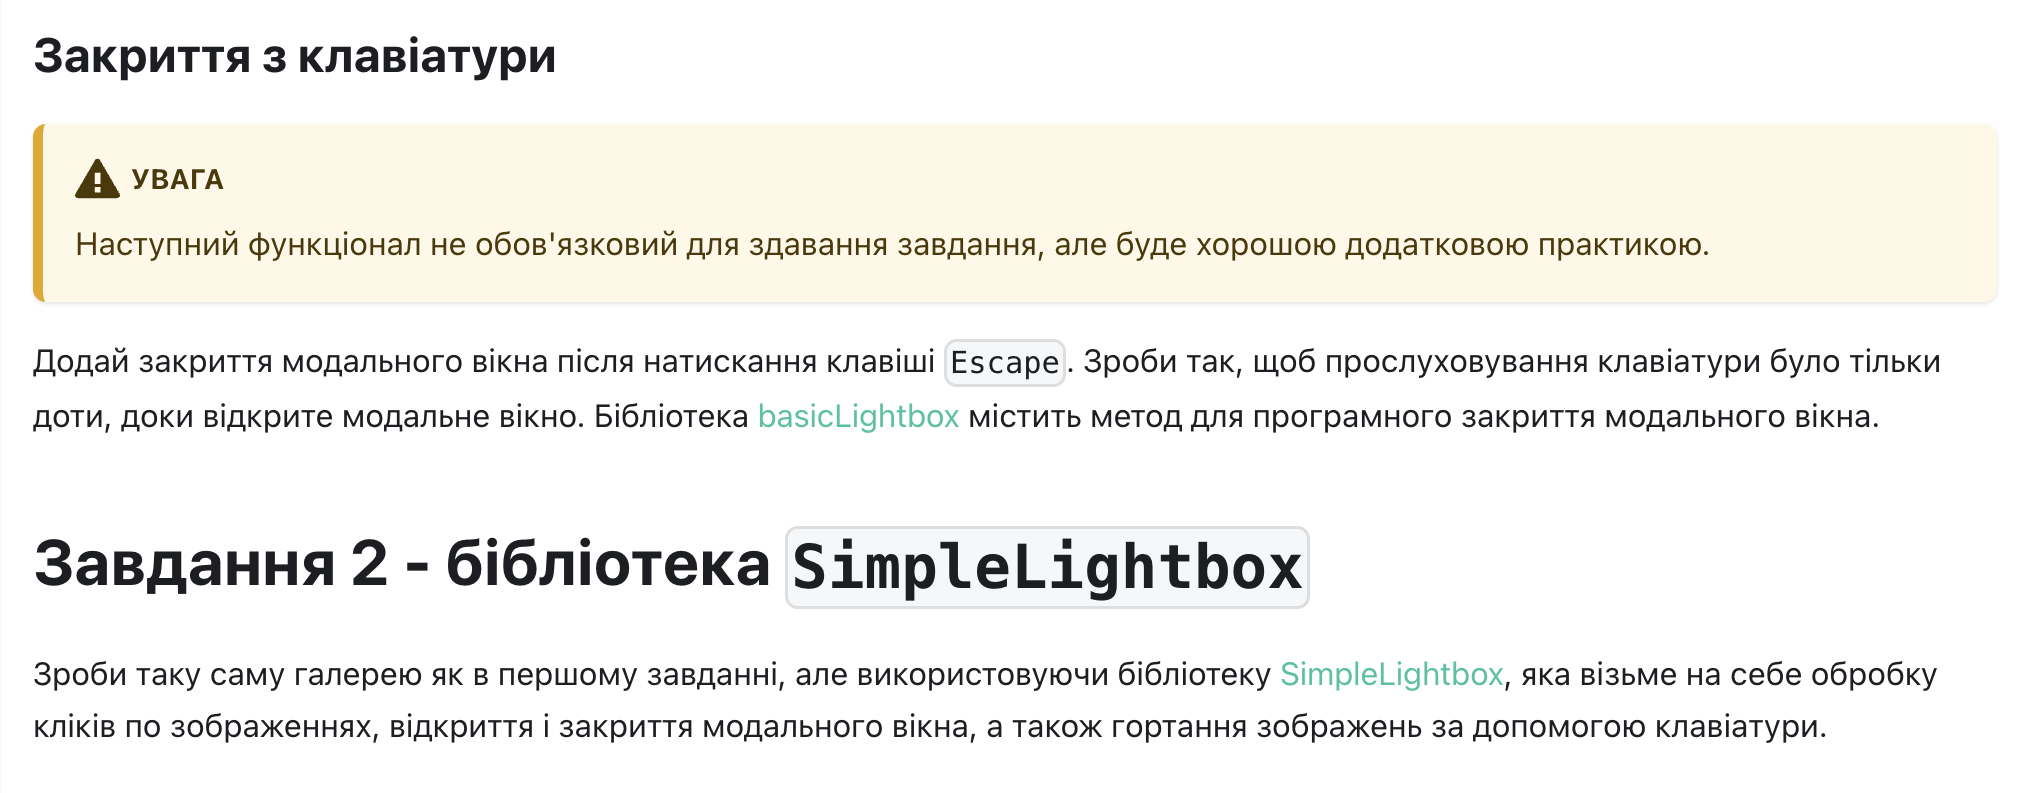 Закриття з клавіатури
УВАГА
Наступний функціонал не обов'язковий для здавання завдання, але буде хорошою додатковою практикою.
Додай закриття модального вікна після натискання клавіші Escape. Зроби так, щоб прослуховування клавіатури було тільки
доти, доки відкрите модальне вікно. Бібліотека basicLightbox містить метод для програмного закриття модального вікна.
Завдання 2 - бібліотека SimpleLightbox
Зроби таку саму галерею як в першому завданні, але використовуючи бібліотеку SimpleLightbox, яка візьме на себе обробку
кліків по зображеннях, відкриття і закриття модального вікна, а також гортання зображень за допомогою клавіатури.